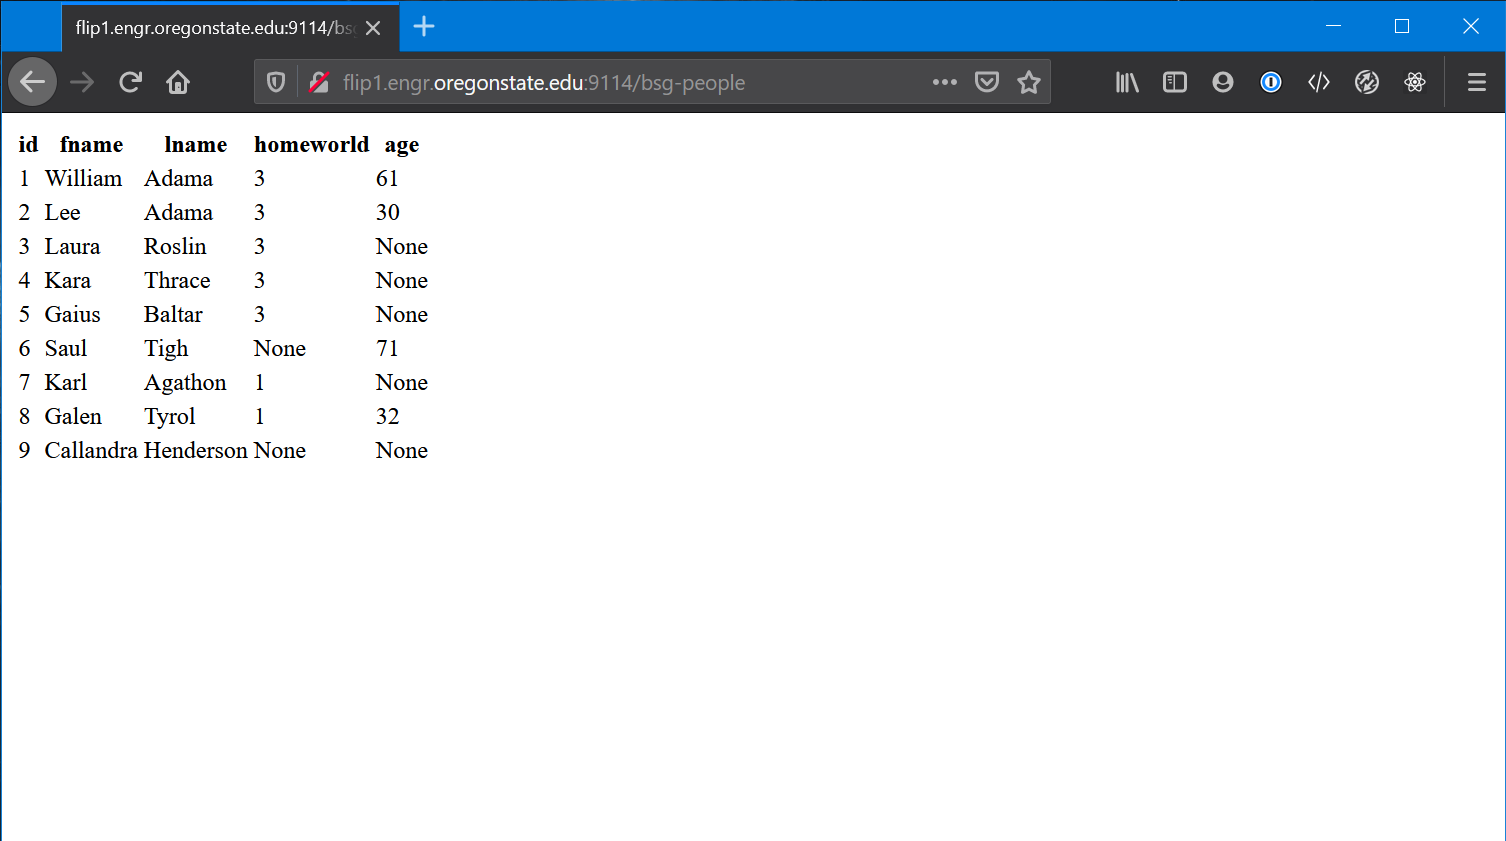 flip1.engr.oregonstate.edu:9114/bs
flip1.engr.oregonstate.edu:9114/bsg-people
id fname lname homeworld age
1 William Adama 3 61
2 Lee Adama 3 30
3 Laura Roslin 3 None
4 Kara Thrace 3 None
5 Gaius Baltar 3 None
6 Saul Tigh None 71
7 Karl Agathon 1 None
8 Galen Tyrol 1 32
9 Callandra Henderson None None